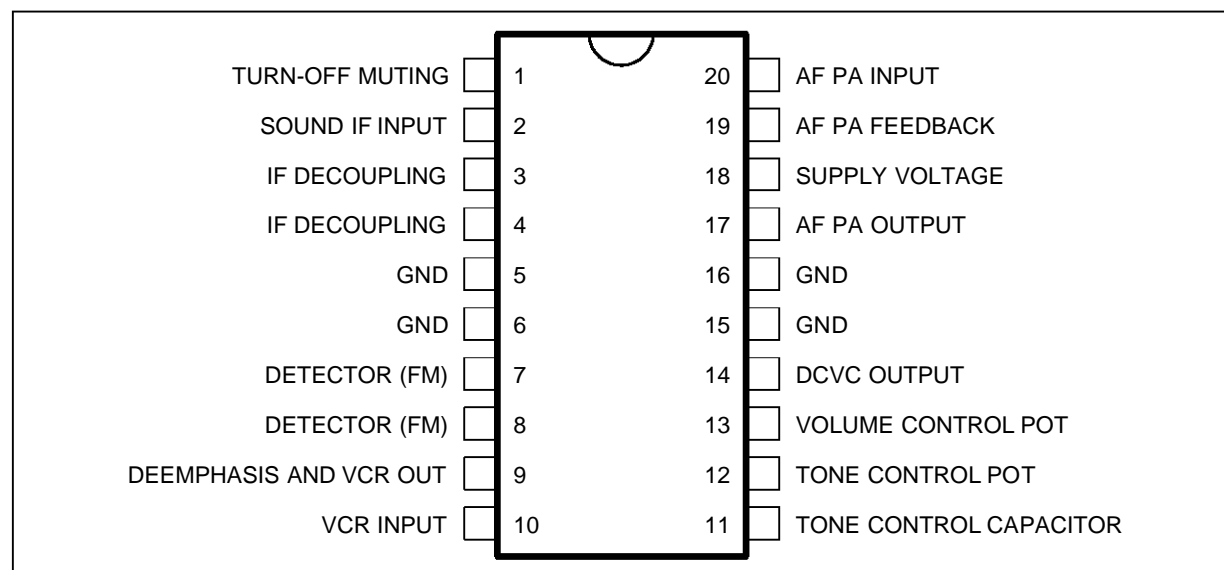 TURN-OFF MUTING 1 20 AF PA INPUT
SOUND IF INPUT 2 19 AF PA FEEDBACK
IF DECOUPLING 3 18 SUPPLY VOLTAGE
IF DECOUPLING 4 17 AF PA OUTPUT
GND 5 16 GND
GND 6 15 GND
DETECTOR (FM) 7 14 DCVC OUTPUT
DETECTOR (FM) 8 13 VOLUME CONTROL POT
DEEMPHASIS AND VCR OUT 9 12 TONE CONTROL POT
VCR INPUT 10 11 TONE CONTROL CAPACITOR